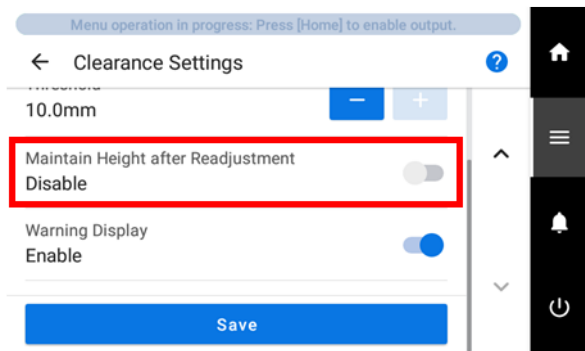 Menu operation in progress: Press [Home] to enable output.
Clearance Settings
?
Threshold
10.0mm
Maintain Height after Readjustment
Disable
Warning Display
Enable
Save